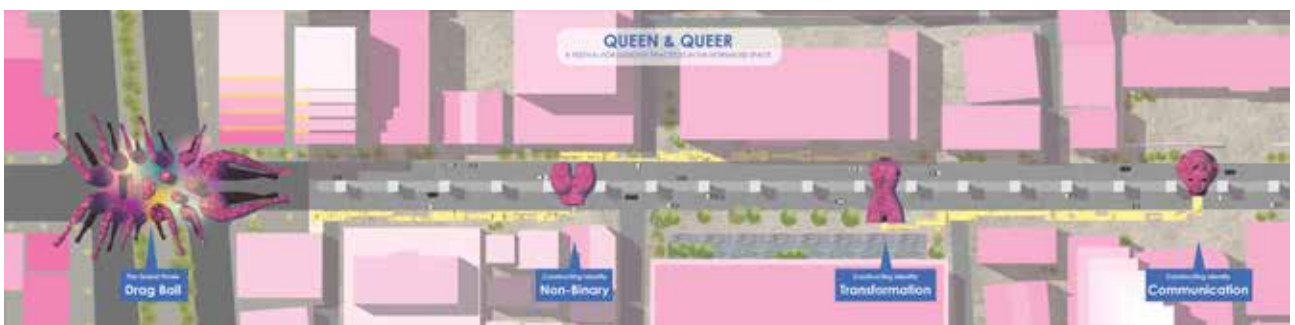 QUEEN & QUEER
The Grand Finale
Drag Ball
Constructing Identity
Non-Binary
Constructing Identity
Transformation
Constructing Identity
Communication